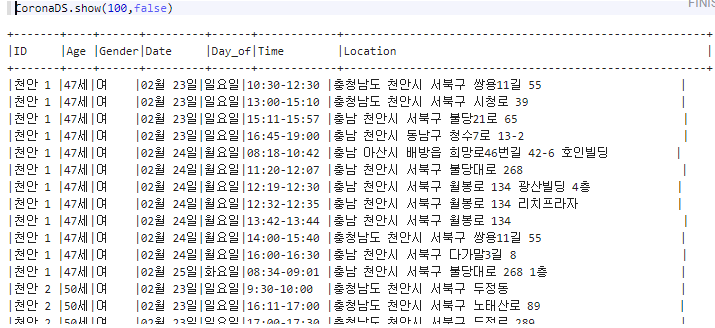 CoronaDS.show(100,false)
FINIS
|ID |Age |Gender|Date |Day_of|Time |Location |
|천안 1 |47세|여 |02월 23일|일요일|10:30-12:30 |충청남도 천안시 서북구 쌍용11길 55 |
|천안 1 |47세|여 |02월 23일|일요일|13:00-15:10 |충청남도 천안시 서북구 시청로 39 |
|천안 1 |47세|여 |02월 23일|일요일|15:11-15:57 |충남 천안시 서북구 불당21로 65 |
|천안 1 |47세|여 |02월 23일|일요일|16:45-19:00 |충남 천안시 동남구 청수7로 13-2 |
|천안 1 |47세|여 |02월 24일|월요일|08:18-10:42 |충남 아산시 배방읍 희망로46번길 42-6 호인빌딩 |
|천안 1 |47세|여 |02월 24일|월요일|11:20-12:07 |충남 천안시 서북구 불당대로 268 |
|천안 1 |47세|여 |02월 24일|월요일|12:19-12:30 |충남 천안시 서북구 월봉로 134 광산빌딩 4층 |
|천안 1 |47세|여 |02월 24일|월요일|12:32-12:35 |충남 천안시 서북구 월봉로 134 리치프라자 |
|천안 1 |47세|여 |02월 24일|월요일|13:42-13:44 |충남 천안시 서북구 월봉로 134 |
|천안 1 |47세|여 |02월 24일|월요일|14:00-15:40 |충청남도 천안시 서북구 쌍용11길 55 |
|천안 1 |47세|여 |02월 24일|월요일|16:00-16:30 |충남 천안시 서북구 다가말3길 8 |
|천안 1 |47세|여 |02월 25일|화요일|08:34-09:01 |충남 천안시 서북구 불당대로 268 1층 |
|천안 2 |50세|여 |02월 23일|일요일|9:30-10:00 |충청남도 천안시 서북구 두정동 |
|천안 2 |50세|여 |02월 23일|일요일|16:11-17:00 |충청남도 천안시 서북구 노태산로 89 |
|천안 2 |50세|여 |02월 23일|일요일|17:00-17:30 |충청남도 천안시 서북구 두정로 289